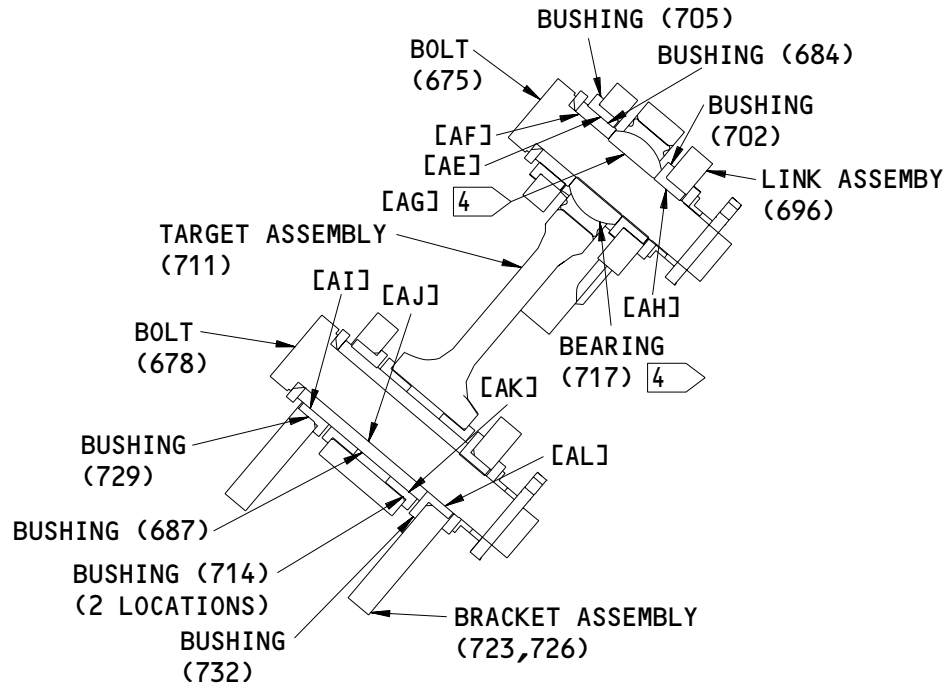 BUSHING (705)
BOLT
(675)
BUSHING (684)
BUSHING
(702)
[AF]
[AE]
[AG] 4
LINK ASSEMBY
(696)
TARGET ASSEMBLY
(711)
[AI]
[AJ]
[AH]
BOLT
(678)
BEARING
(717) 4
[AK]
BUSHING
(729)
[AL]
BUSHING (687)
BUSHING (714)
(2 LOCATIONS)
BUSHING
(732)
BRACKET ASSEMBLY
(723,726)